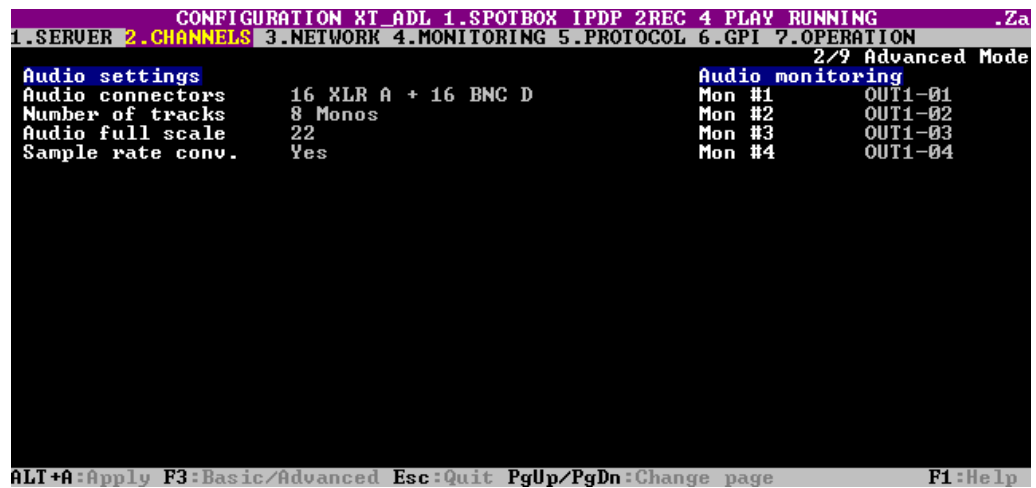 CONFIGURATION XT_ADL 1.SPOTBOX IPDP 2REC 4 PLAY RUNNING .Za
1.SERVER 2.CHANNELS 3.NETWORK 4.MONITORING 5.PROTOCOL 6.GPI 7.OPERATION
2/9 Advanced Mode
Audio settings Audio monitoring
Audio connectors 16 XLR A + 16 BNC D Mon #1 OUT1-01
Number of tracks 8 Monos Mon #2 OUT1-02
Audio full scale 22 Mon #3 OUT1-03
Sample rate conv. Yes Mon #4 OUT1-04
ALT+A:Apply F3:Basic/Advanced Esc:Quit PgUp/PgDn:Change page F1:Help